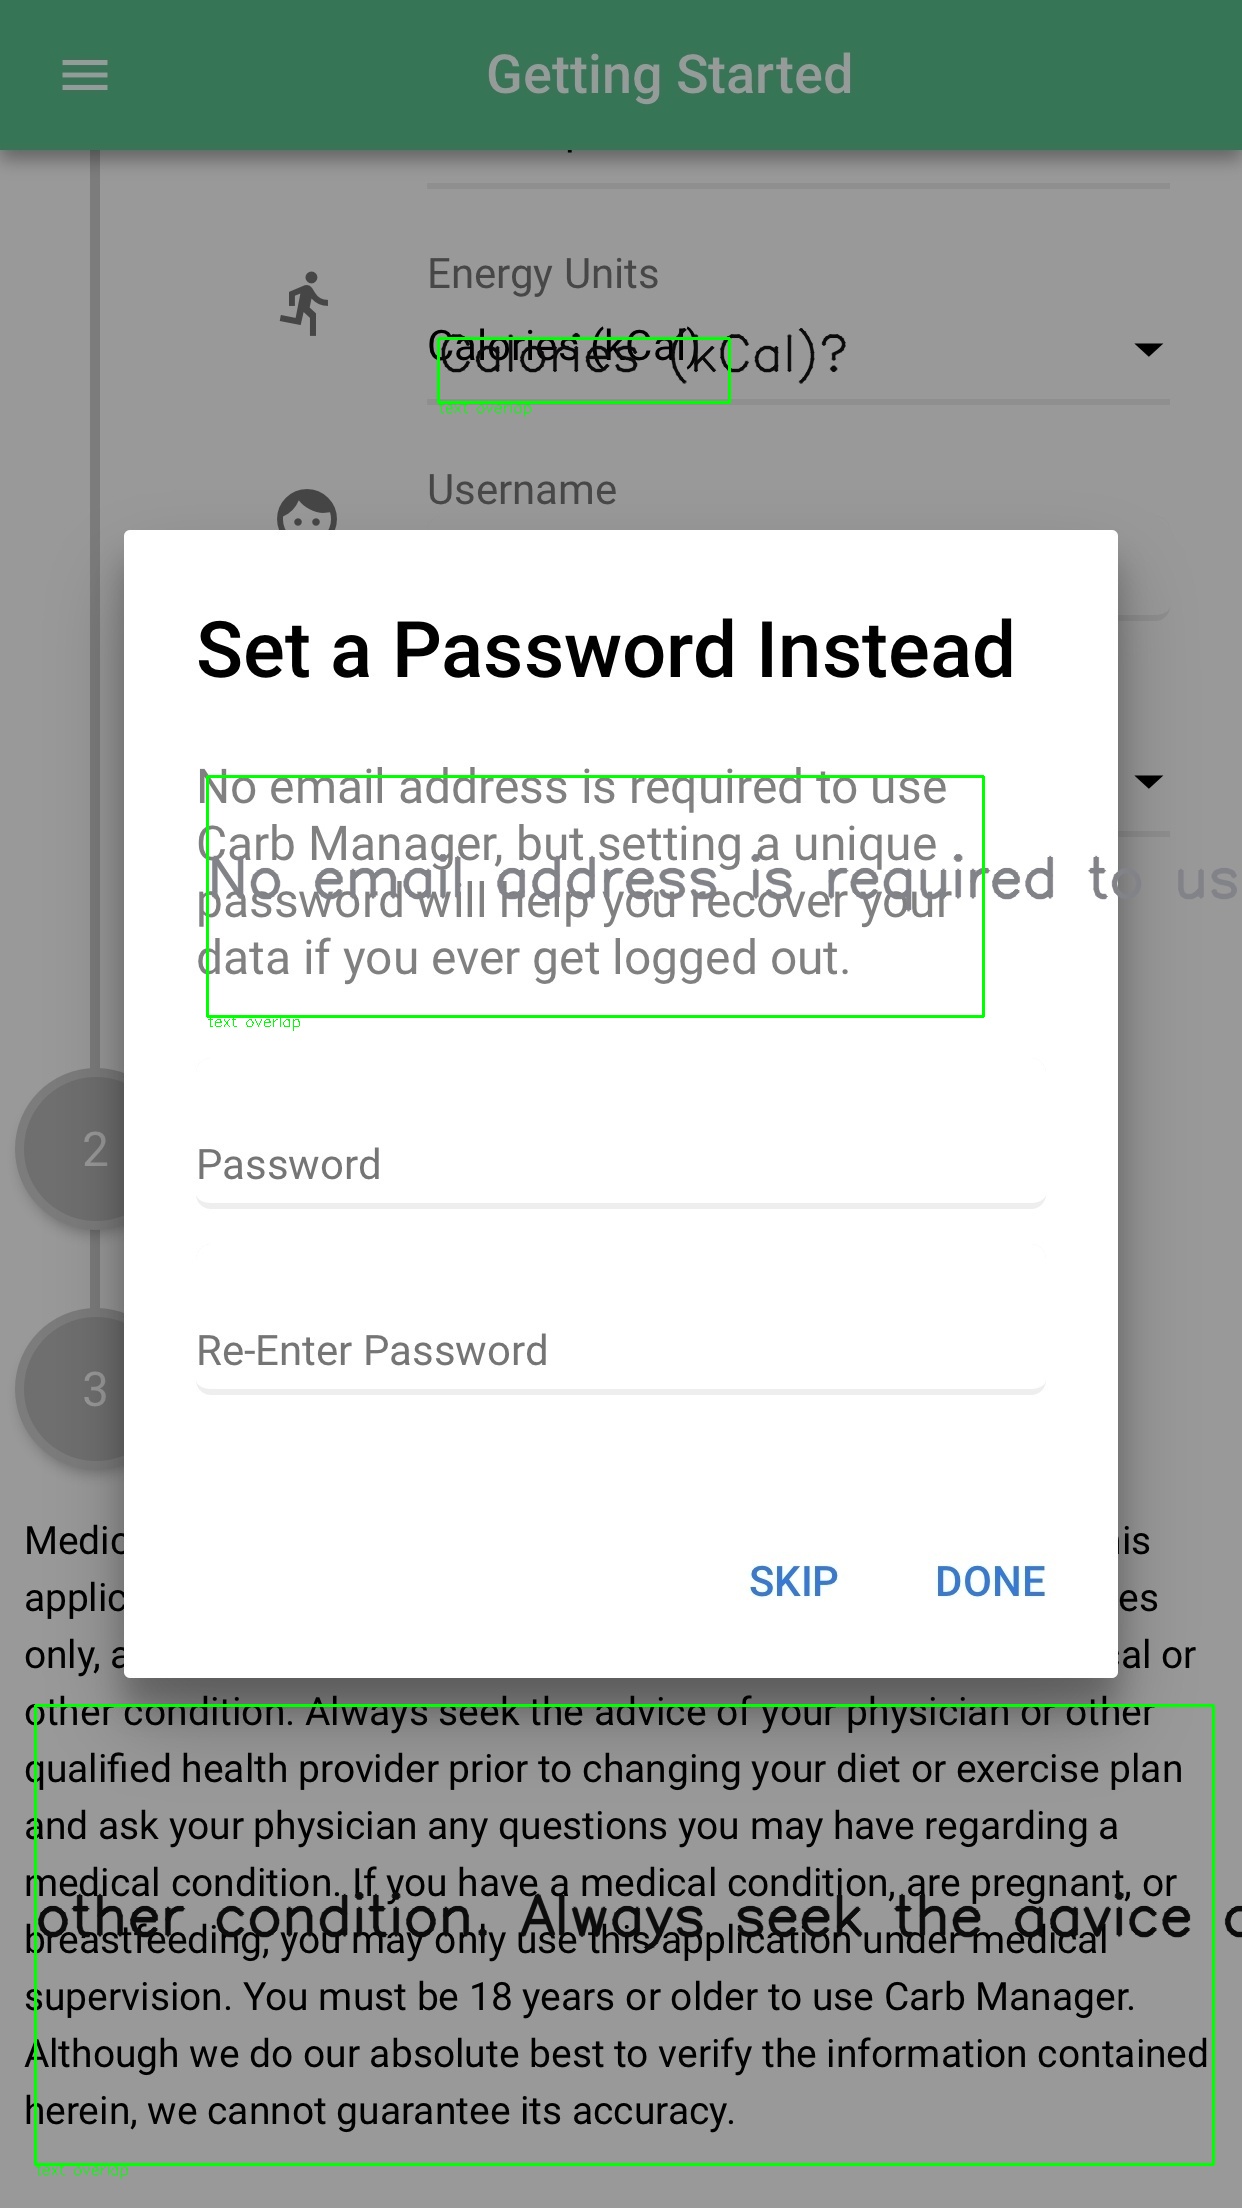 Getting Started
Energy Units
Calories (kCal)
Calories (kCal)?
text overlap
Username
Set a Password Instead
No email address is required to use
Carb Manager, but setting a unique
No email address is required to us
password will help you recover your
data if you ever get logged out.
text overlap
Password
2
Re-Enter Password
3
SKIP DONE
only,
al or
other condition. Always seek the advice of your physician or other
qualified health provider prior to changing your diet or exercise plan
and ask your physician any questions you may have regarding a
medical condition. If you have a medical condition, are pregnant, or
other condition. Always seek the advice
breastfeeding, you may only use this application under medical
supervision. You must be 18 years or older to use Carb Manager.
Although we do our absolute best to verify the information contained
herein, we cannot guarantee its accuracy.
text overlap